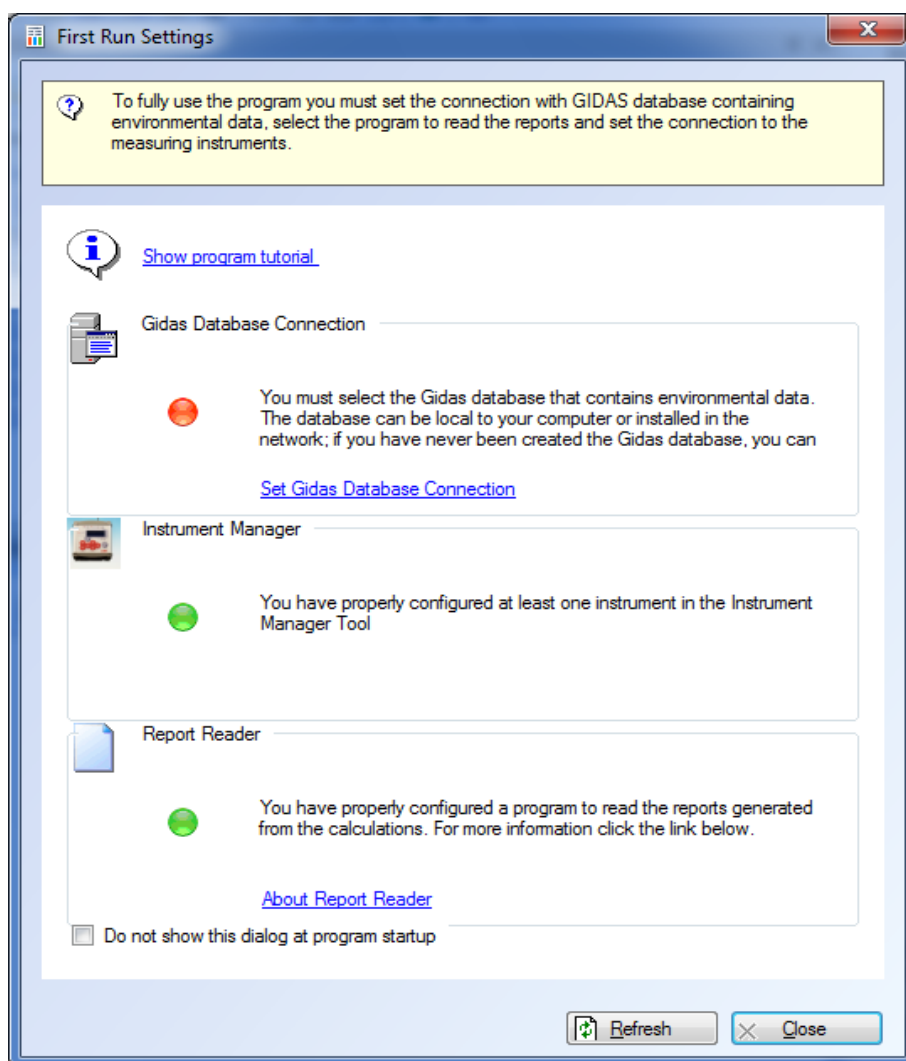 First Run Settings
To fully use the program you must set the connection with GIDAS database containing
environmental data, select the program to read the reports and set the connection to the
measuring instruments.
Show program tutorial
Gidas Database Connection
You must select the Gidas database that contains environmental data.
The database can be local to your computer or installed in the
network; if you have never been created the Gidas database, you can
Set Gidas Database Connection
Instrument Manager
You have properly configured at least one instrument in the Instrument
Manager Tool
Report Reader
You have properly configured a program to read the reports generated
from the calculations. For more information click the link below.
About Report Reader
Do not show this dialog at program startup
Refresh
Close